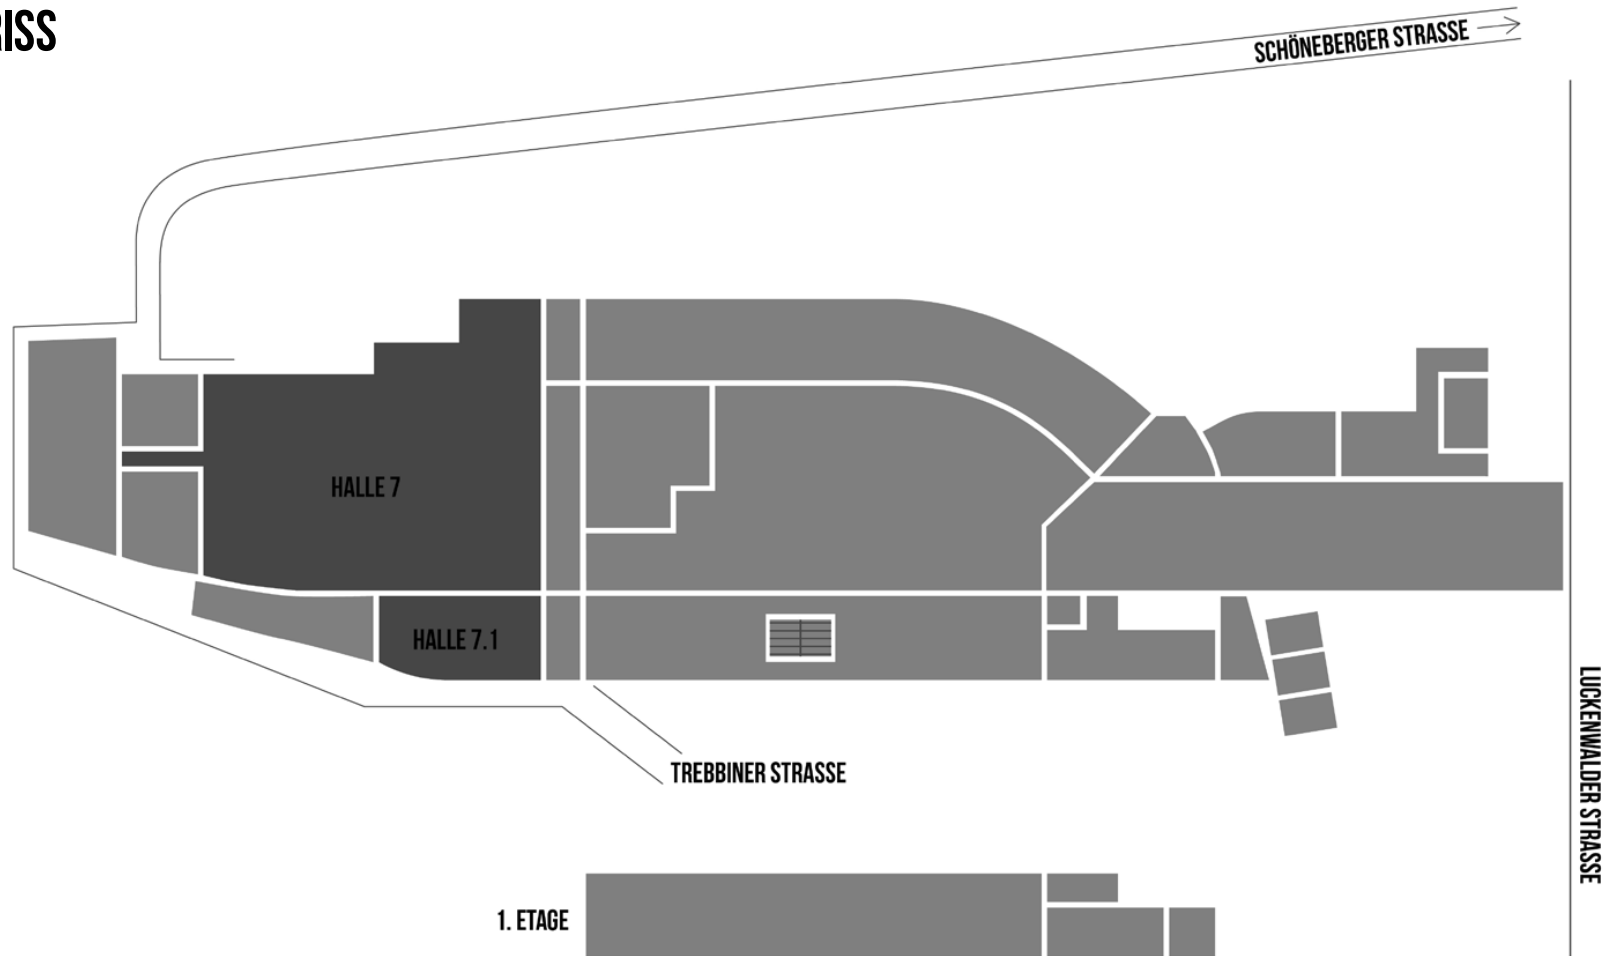 RISS
SCHÖNEBERGER STRASSE
HALLE 7
HALLE 7.1
TREBBINER STRASSE
LUCKENWALDER STRASSE
1. ETAGE